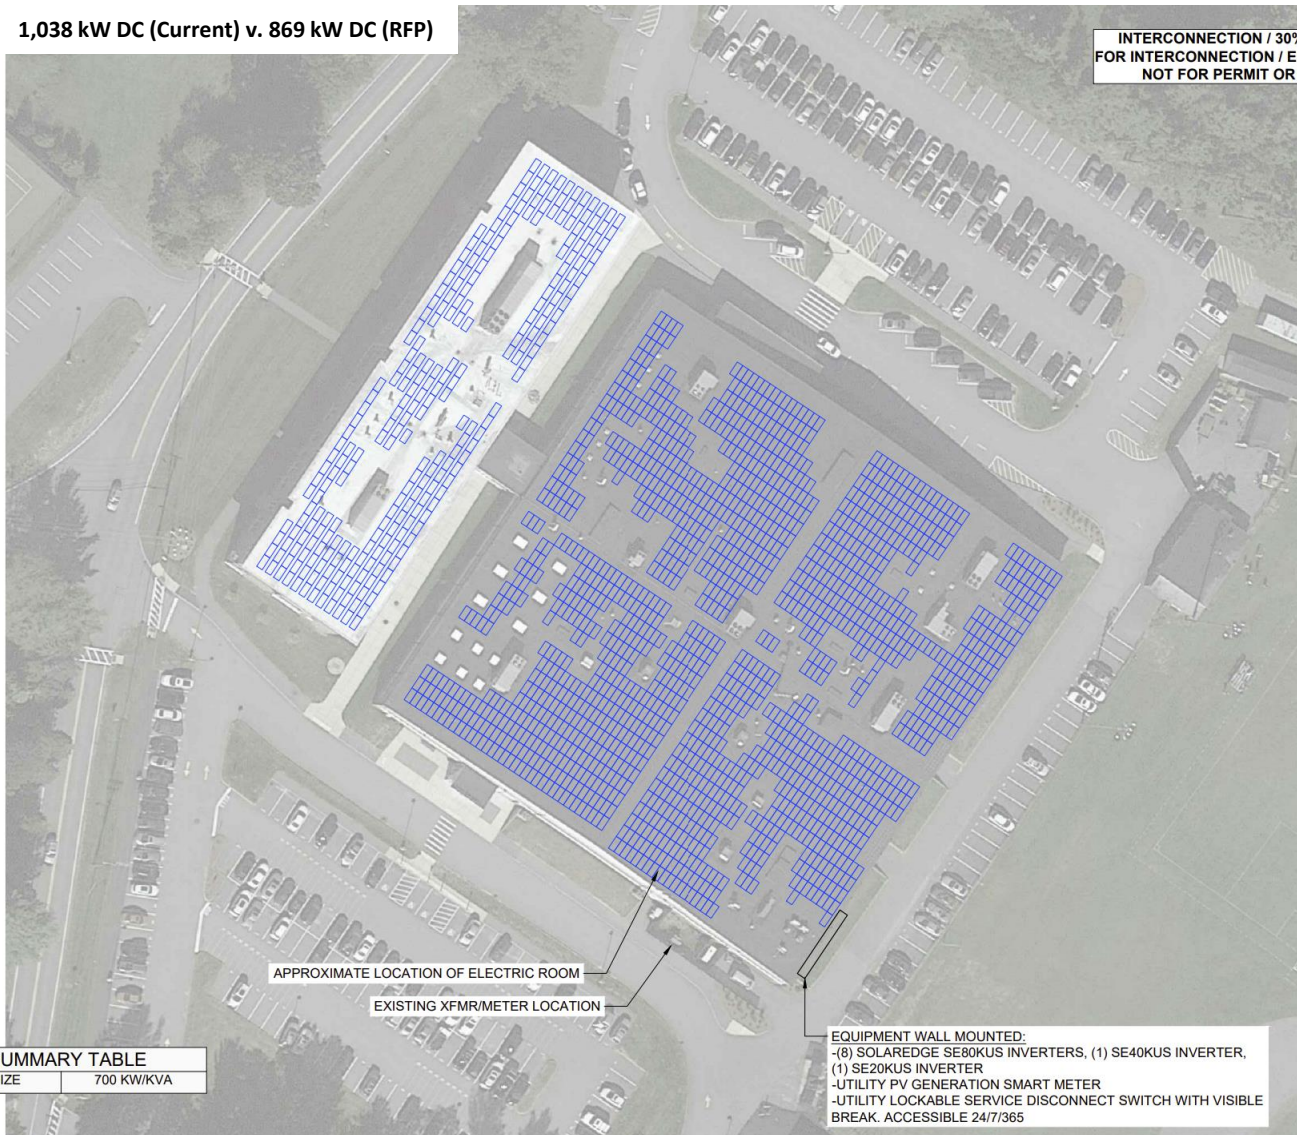 1,038 kW DC (Current) v. 869 kW DC (RFP)
INTERCONNECTION / 30%
FOR INTERCONNECTION / E
NOT FOR PERMIT OR
APPROXIMATE LOCATION OF ELECTRIC ROOM
EXISTING XFMR/METER LOCATION
UMMARY TABLE
IZE 700 KW/KVA
EQUIPMENT WALL MOUNTED:
-(8) SOLAREDGE SE80KUS INVERTERS, (1) SE40KUS INVERTER,
(1) SE20KUS INVERTER
-UTILITY PV GENERATION SMART METER
-UTILITY LOCKABLE SERVICE DISCONNECT SWITCH WITH VISIBLE
BREAK. ACCESSIBLE 24/7/365